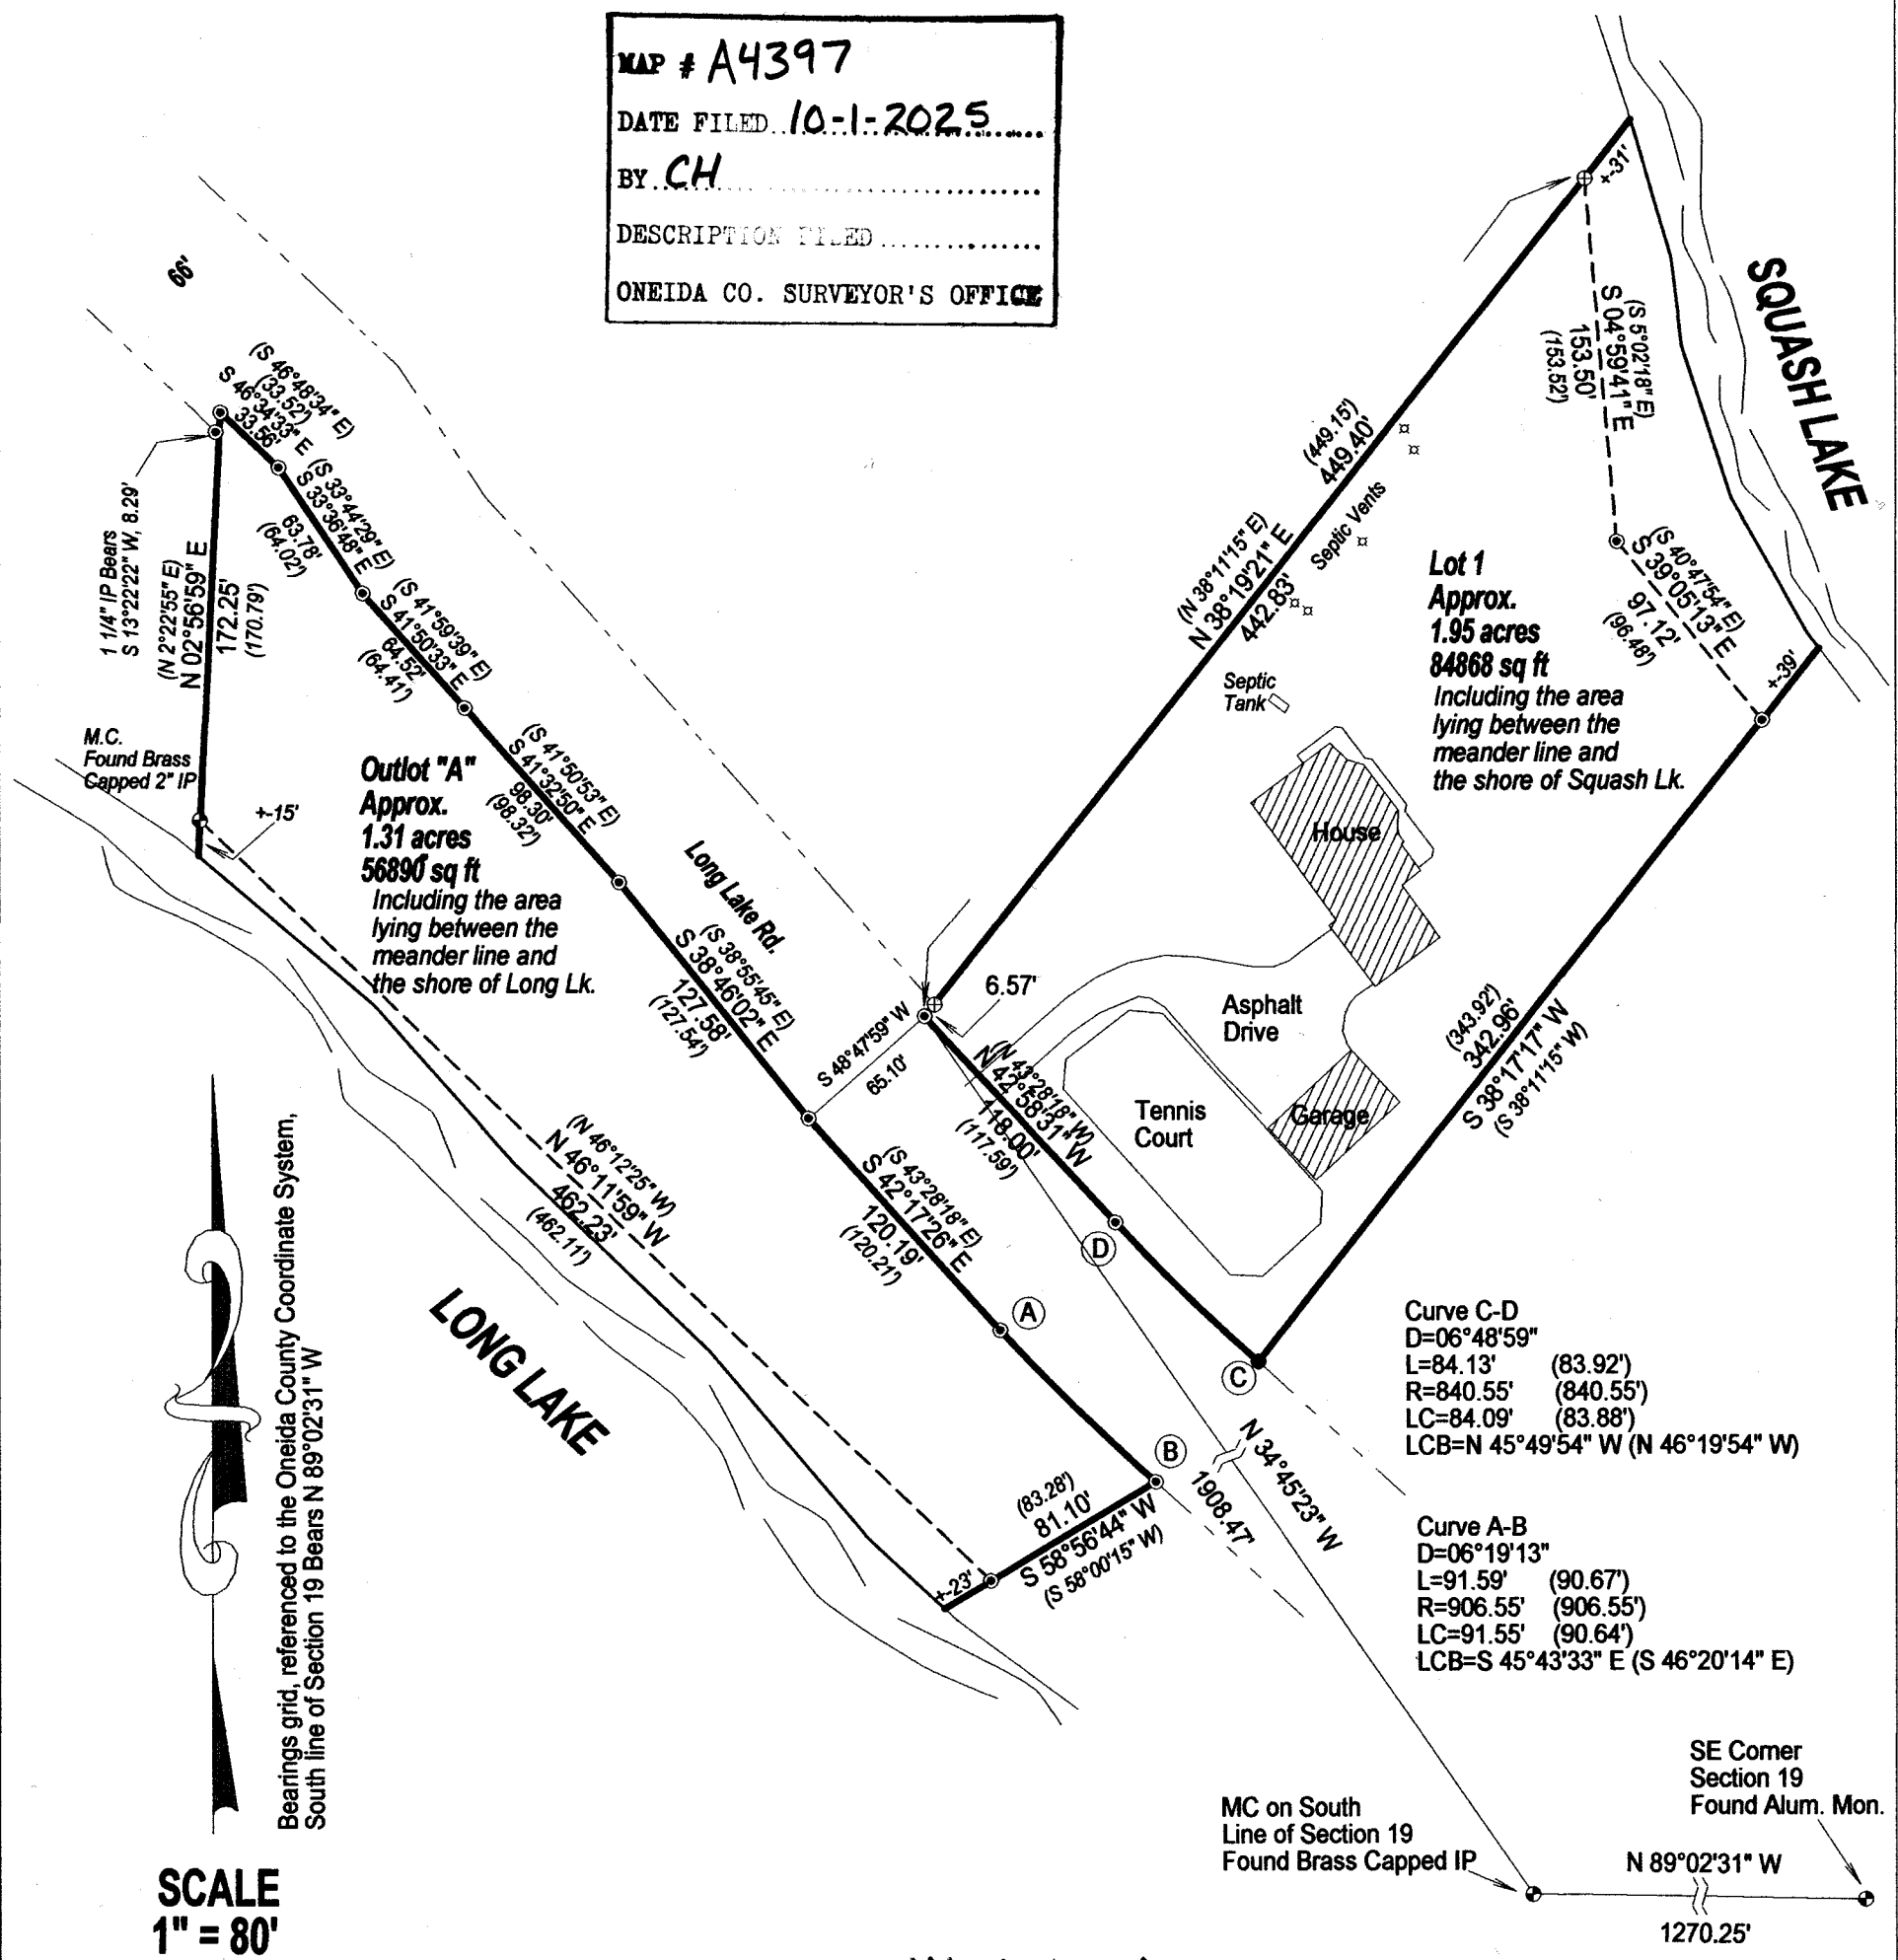 MAP # A4397
DATE FILED 10-1-2025
BY CH
DESCRIPTION FILED
ONEIDA CO. SURVEYOR'S OFFICE
66'
(S 46°48'34" E)
(33.52')
S 46°34'33" E
33.56'
(S 33°44'29" E)
S 33°36'48" E
63.78'
(64.02')
(S 41°59'39" E)
S 41°50'33" E
64.52'
(64.41')
(S 41°50'53" E)
S 41°32'50" E
98.30'
(98.32')
Long Lake Rd.
(S 38°55'45" E)
S 38°46'02" E
127.58'
(127.54')
1 1/4" IP Bears
S 13°22'22" W, 8.29'
(N 2°22'55" E)
N 02°56'59" E
172.25'
(170.79')
M.C.
Found Brass
Capped 2" IP
+-15'
Outlot "A"
Approx.
1.31 acres
56890 sq ft
Including the area
lying between the
meander line and
the shore of Long Lk.
+-31'
SQUASH LAKE
(S 5°02'18" E)
S 04°59'41" E
153.50'
(153.52')
(449.15')
449.40'
(N 38°11'15" E)
N 38°19'21" E
442.83'
Septic Vents
Septic
Tank
Lot 1
Approx.
1.95 acres
84868 sq ft
Including the area
lying between the
meander line and
the shore of Squash Lk.
(S 40°47'54" E)
S 39°05'13" E
97.12'
(96.48')
+-39'
House
6.57'
Asphalt
Drive
Tennis
Court
Garage
(343.92')
342.96'
S 38°17'17" W
(S 38°11'15" W)
S 48°47'59" W
65.10'
(N 43°28'18" W)
N 42°58'31" W
118.00'
(117.59')
(S 43°28'18" E)
S 42°17'26" E
120.19'
(120.21')
(N 46°12'25" W)
N 46°11'59" W
462.23'
(462.11')
LONG LAKE
A
B
C
D
(83.28')
81.10'
S 58°56'44" W
(S 58°00'15" W)
+-23'
N 34°45'23" W
1908.47'
Curve C-D
D=06°48'59"
L=84.13' (83.92')
R=840.55' (840.55')
LC=84.09' (83.88')
LCB=N 45°49'54" W (N 46°19'54" W)
Curve A-B
D=06°19'13"
L=91.59' (90.67')
R=906.55' (906.55')
LC=91.55' (90.64')
LCB=S 45°43'33" E (S 46°20'14" E)
Bearings grid, referenced to the Oneida County Coordinate System,
South line of Section 19 Bears N 89°02'31" W
SCALE
1" = 80'
MC on South
Line of Section 19
Found Brass Capped IP
SE Corner
Section 19
Found Alum. Mon.
N 89°02'31" W
1270.25'